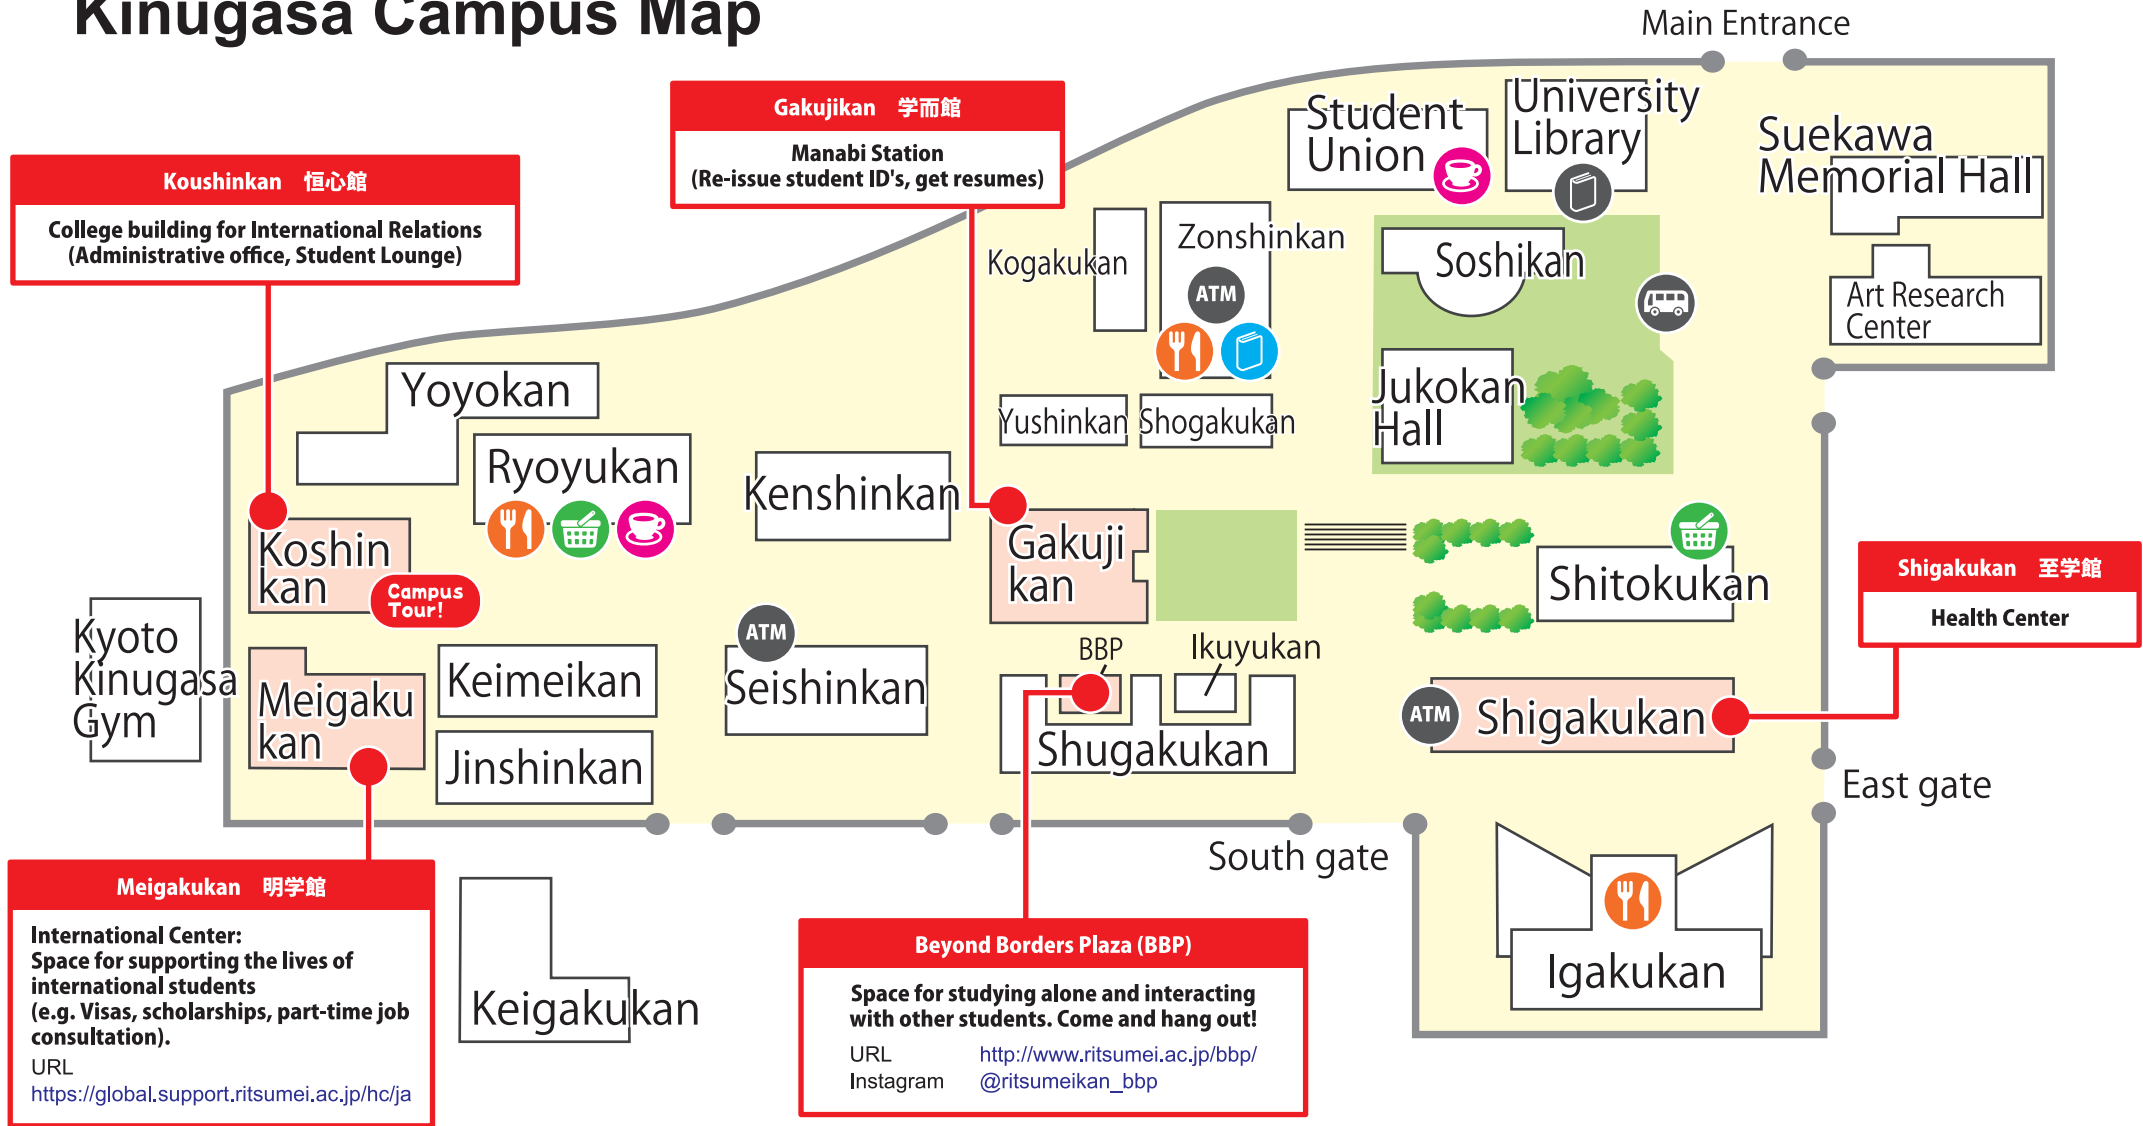 Kinugasa Campus Map
Main Entrance
Gakujikan 学而館
Manabi Station
(Re-issue student ID's, get resumes)
Koushinkan 恒心館
College building for International Relations
(Administrative office, Student Lounge)
Student
Union
University
Library
Suekawa
Memorial Hall
Kogakukan
Zonshinkan
ATM
Soshikan
Art Research
Center
Yoyokan
Jukokan
Hall
Yushinkan
Shogakukan
Ryoyukan
Kenshinkan
Koshin
kan
Campus
Tour!
Gakuji
kan
Shitokukan
Shigakukan 至学館
Health Center
Kyoto
Kinugasa
Gym
Meigaku
kan
Keimeikan
Jinshinkan
ATM
Seishinkan
BBP
Ikuyukan
Shugakukan
ATM
Shigakukan
East gate
South gate
Meigakukan 明学館
International Center:
Space for supporting the lives of
international students
(e.g. Visas, scholarships, part-time job
consultation).
URL
https://global.support.ritsumei.ac.jp/hc/ja
Keigakukan
Beyond Borders Plaza (BBP)
Space for studying alone and interacting
with other students. Come and hang out!
URL http://www.ritsumei.ac.jp/bbp/
Instagram @ritsumeikan_bbp
Igakukan